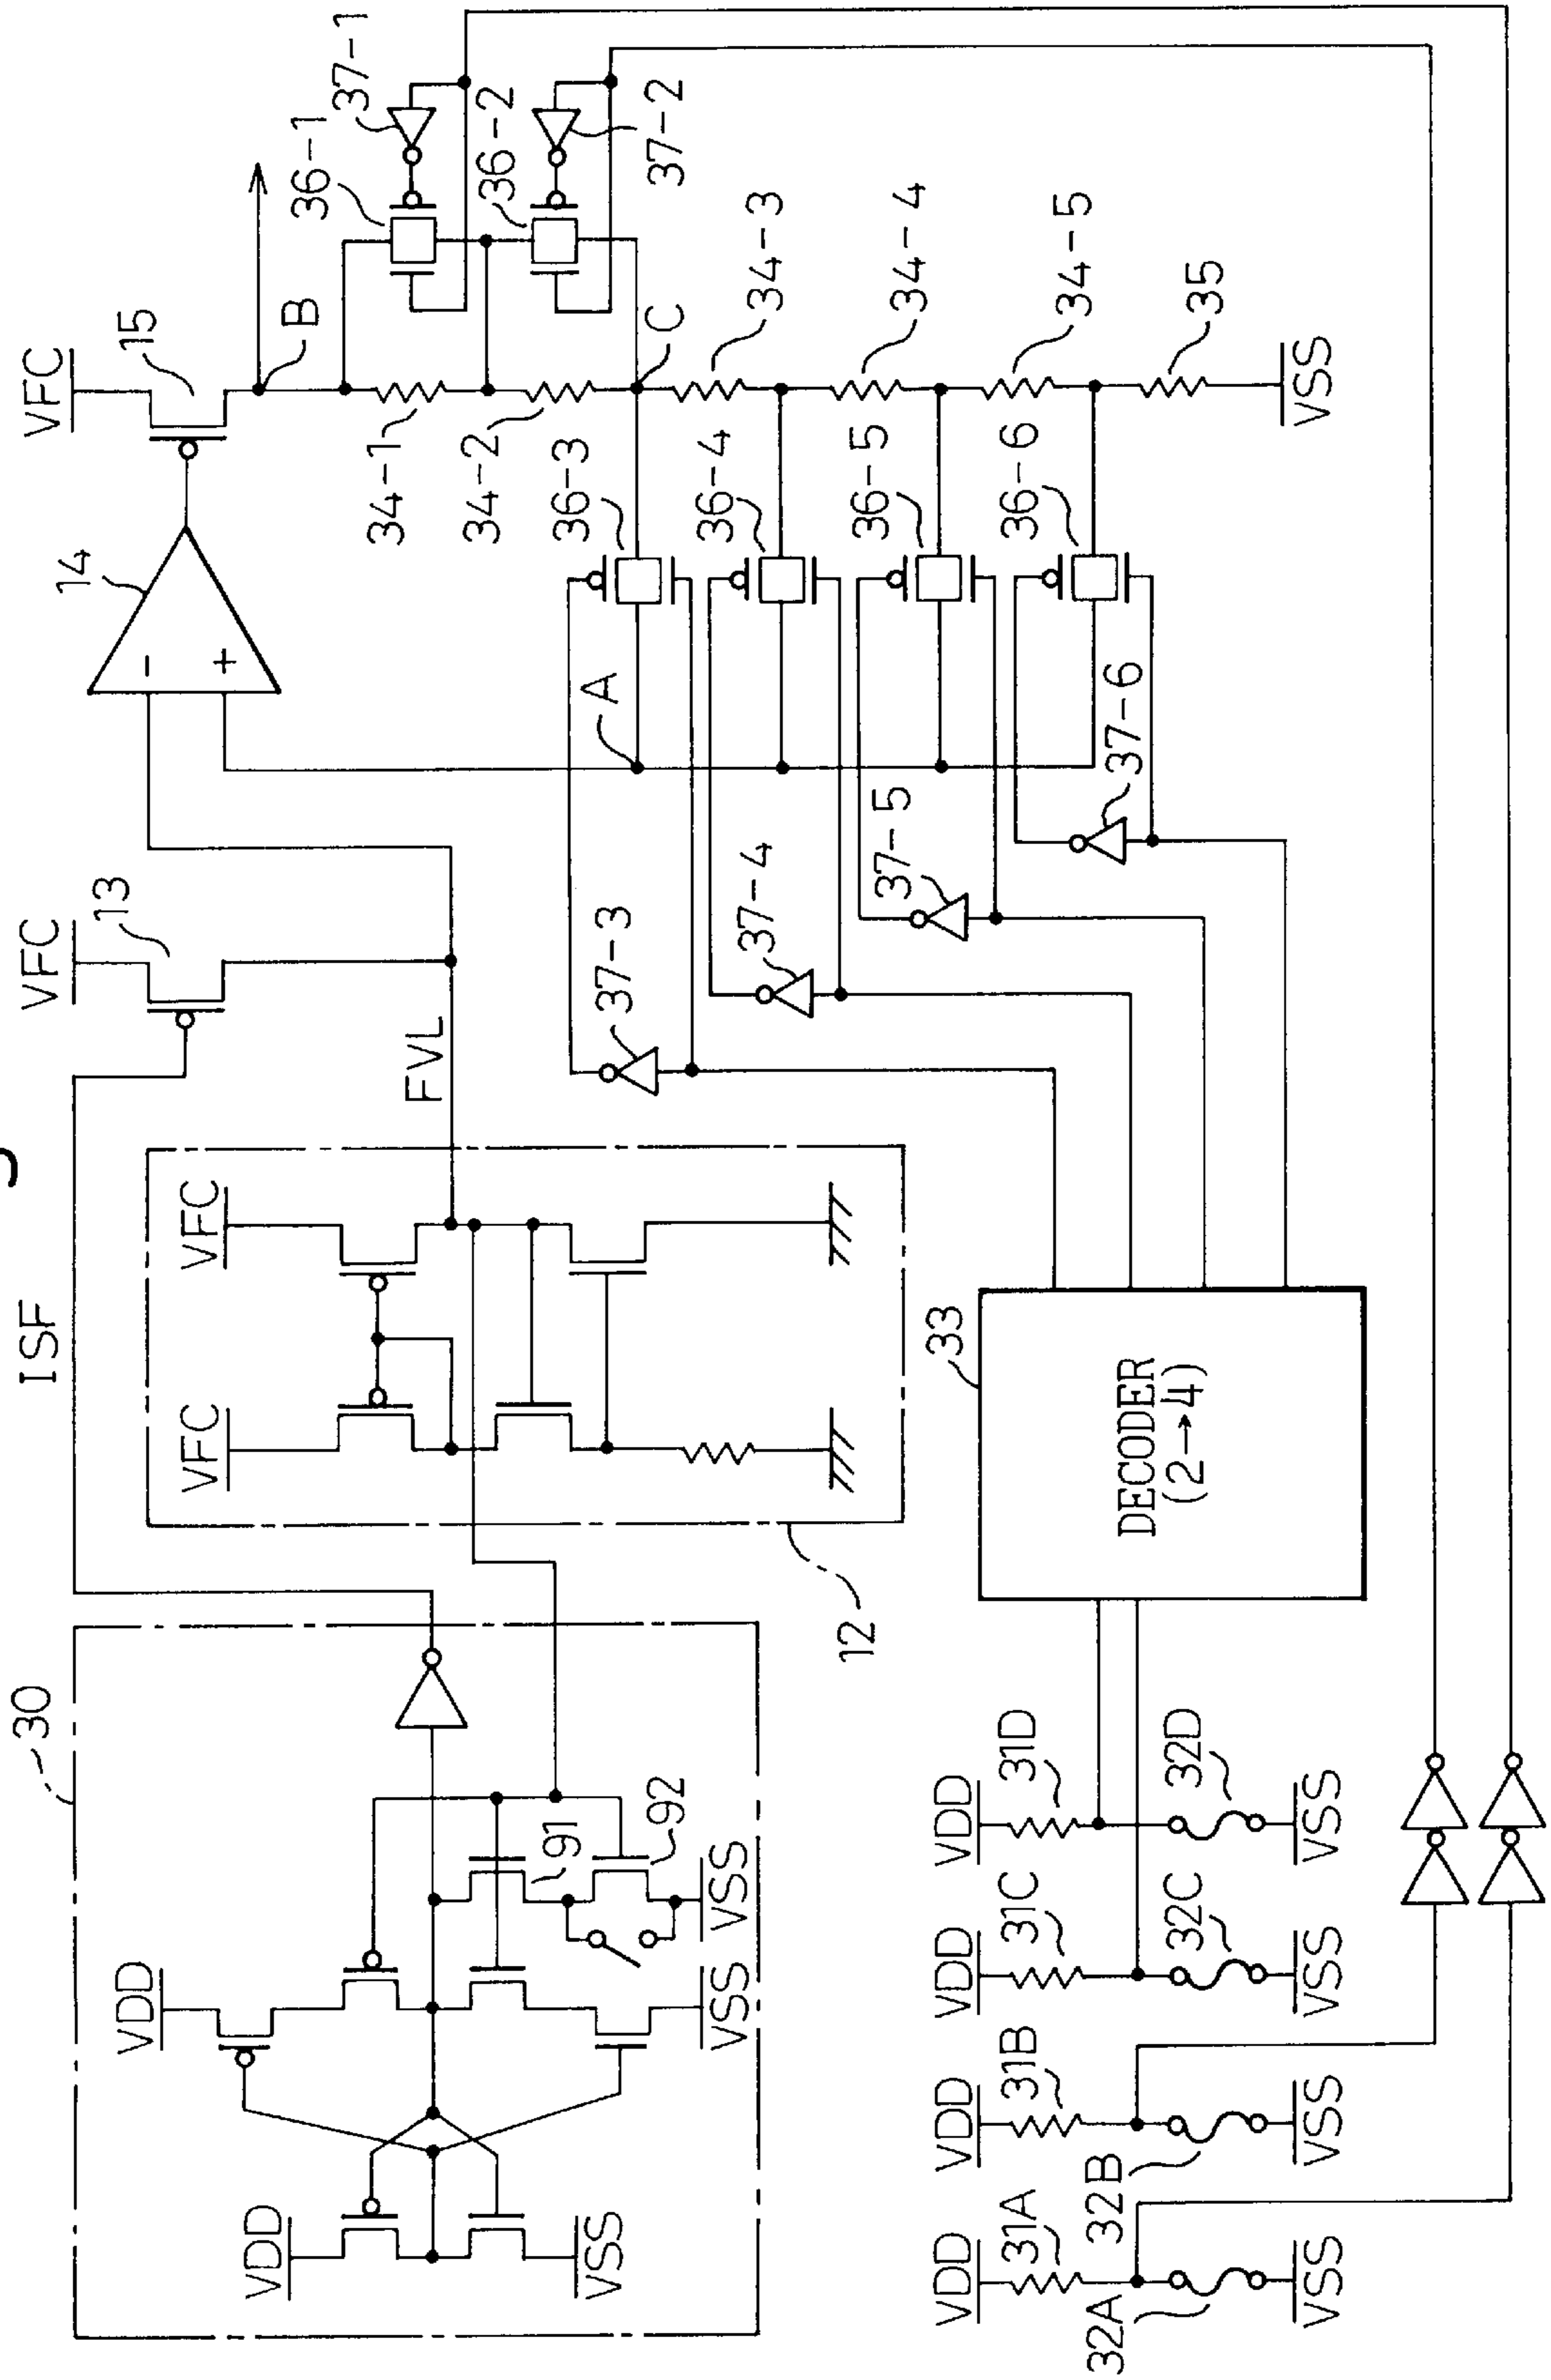 30
ISF
VFC
13
14
VFC
15
B
VDD
VDD
VSS
VSS
VSS
91
92
12
VFC
VFC
FVL
-
+
A
34-1
34-2
36-1
37-1
36-2
37-2
C
36-3
34-3
36-4
34-4
36-5
34-5
36-6
35
VSS
37-3
37-4
37-5
37-6
33
DECODER
(2→4)
VDD
31A
32A
VSS
VDD
31B
32B
VSS
VDD
31C
32C
VSS
VDD
31D
32D
VSS